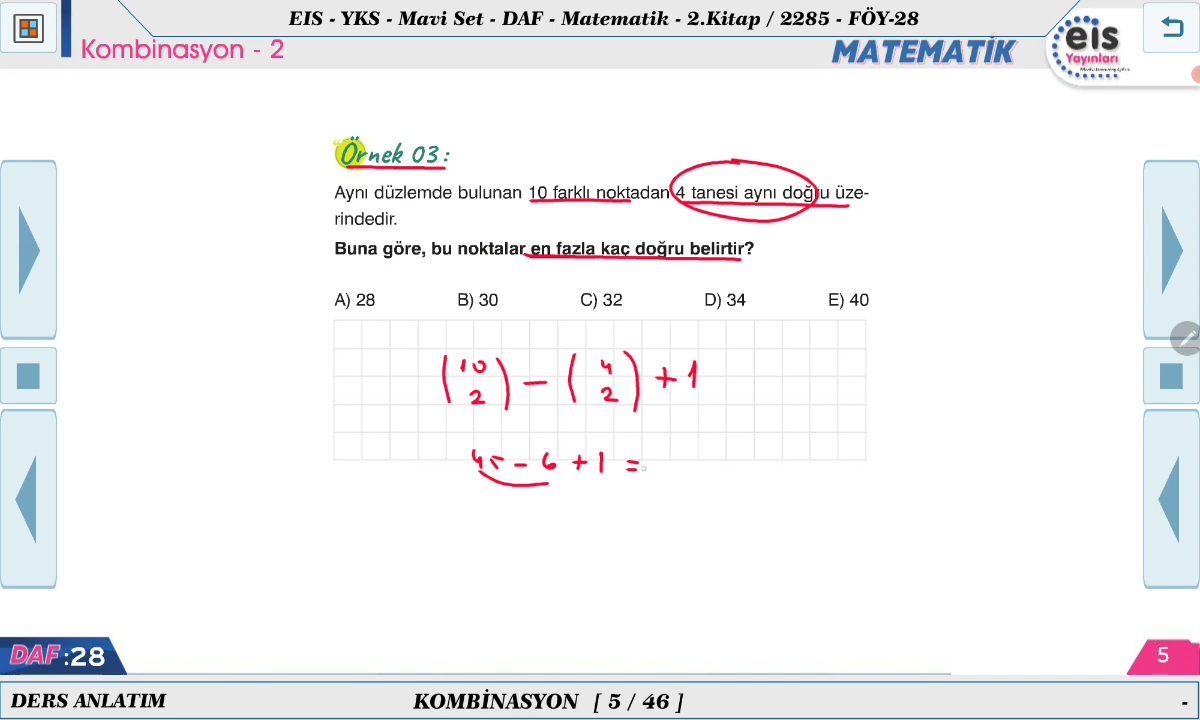 EIS - YKS - Mavi Set - DAF - Matematik - 2.Kitap / 2285 - FÖY-28
Kombinasyon - 2
MATEMATİK
eis
Yayınları
Örnek 03:
Aynı düzlemde bulunan 10 farklı noktadan 4 tanesi aynı doğru üze-
rindedir.
Buna göre, bu noktalar en fazla kaç doğru belirtir?
A) 28 B) 30 C) 32 D) 34 E) 40
(10 2) − (4 2) + 1
45 − 6 + 1 =
DAF:28
5
DERS ANLATIM KOMBİNASYON [ 5 / 46 ] -